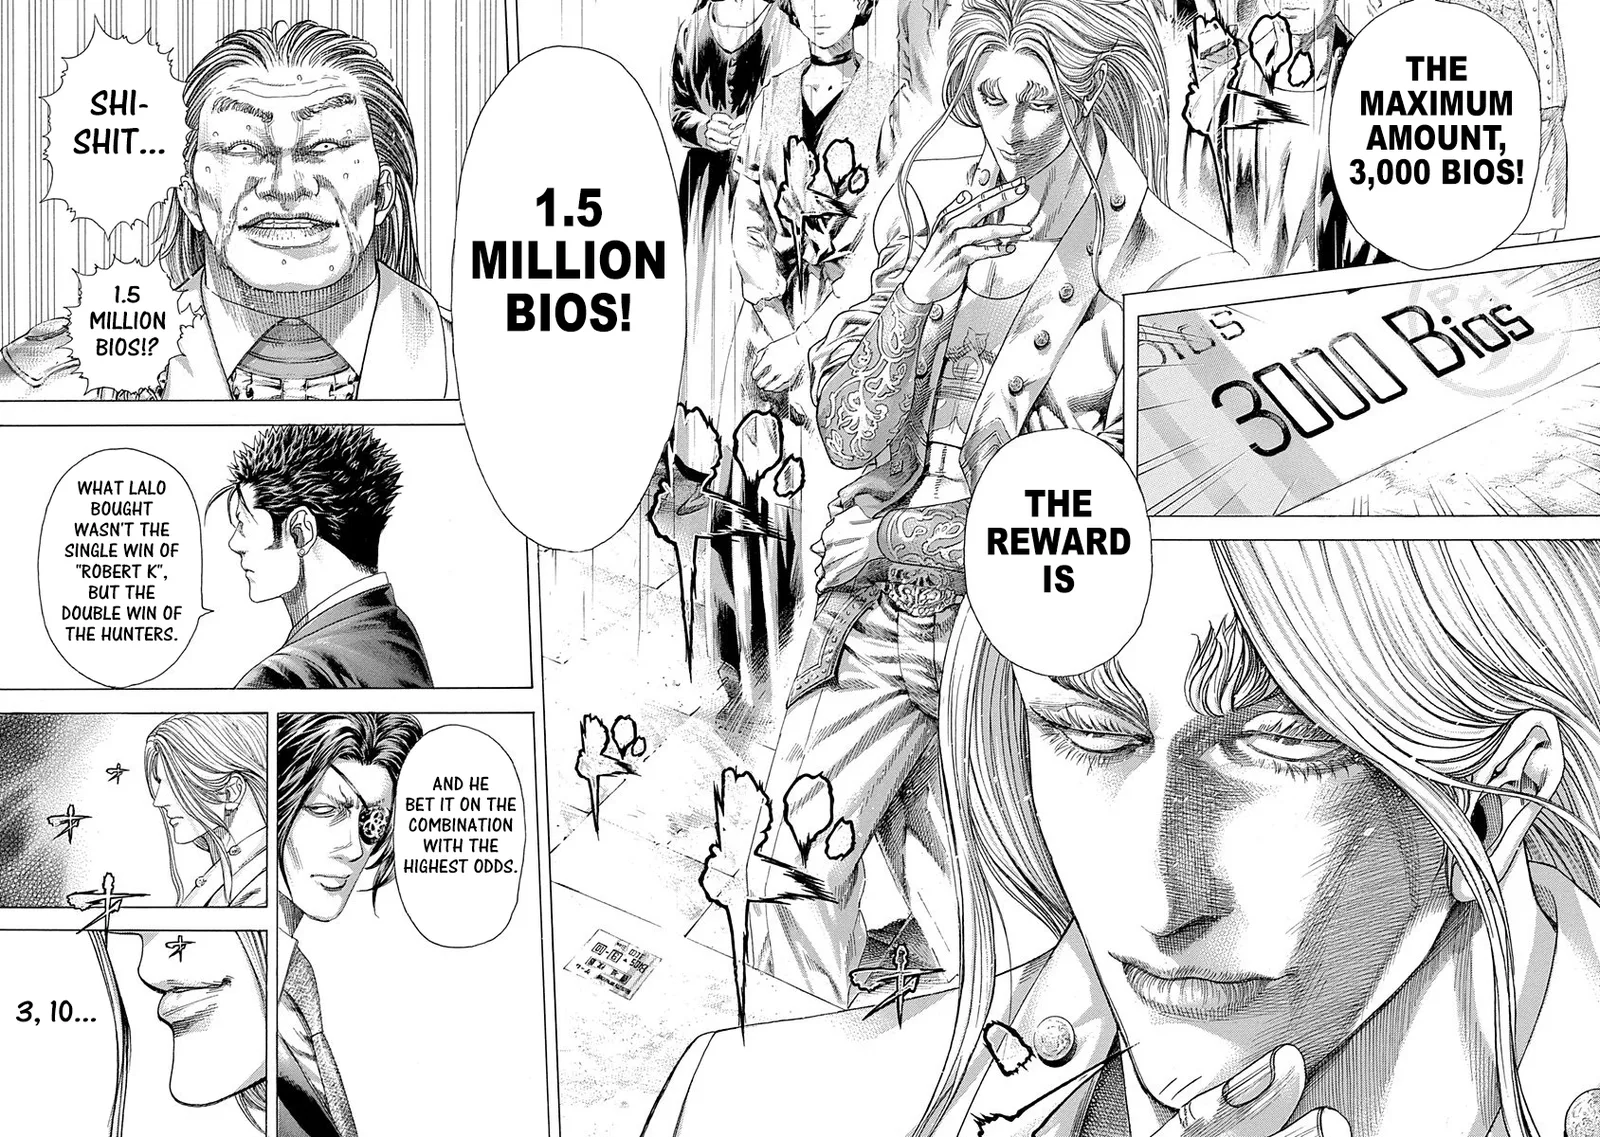 THE
MAXIMUM
AMOUNT,
3,000 BIOS!
3000 Bios
THE
REWARD
IS
1.5
MILLION
BIOS!
SHI-
SHIT...
1.5
MILLION
BIOS!?
WHAT LALO
BOUGHT
WASN'T THE
SINGLE WIN OF
"ROBERT K",
BUT THE
DOUBLE WIN OF
THE HUNTERS.
AND HE
BET IT ON THE
COMBINATION
WITH THE
HIGHEST ODDS.
3, 10...